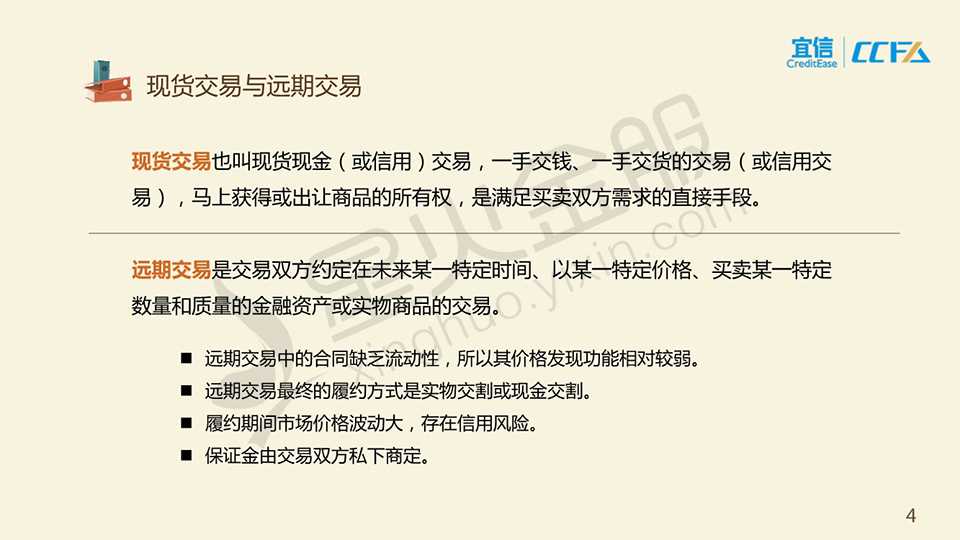 宜信
CreditEase
CCFA
现货交易与远期交易
现货交易也叫现货现金（或信用）交易，一手交钱、一手交货的交易（或信用交
易），马上获得或出让商品的所有权，是满足买卖双方需求的直接手段。
远期交易是交易双方约定在未来某一特定时间、以某一特定价格、买卖某一特定
数量和质量的金融资产或实物商品的交易。
■ 远期交易中的合同缺乏流动性，所以其价格发现功能相对较弱。
■ 远期交易最终的履约方式是实物交割或现金交割。
■ 履约期间市场价格波动大，存在信用风险。
■ 保证金由交易双方私下商定。
星火金服
xinghuo.yixin.com
4